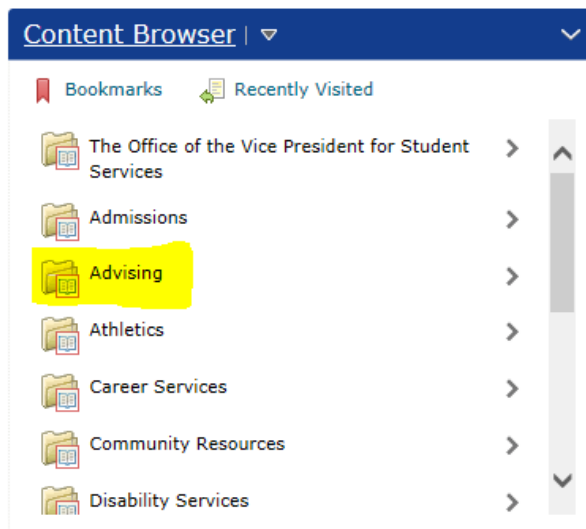 Content Browser |
Bookmarks Recently Visited
The Office of the Vice President for Student
Services
Admissions
Advising
Athletics
Career Services
Community Resources
Disability Services